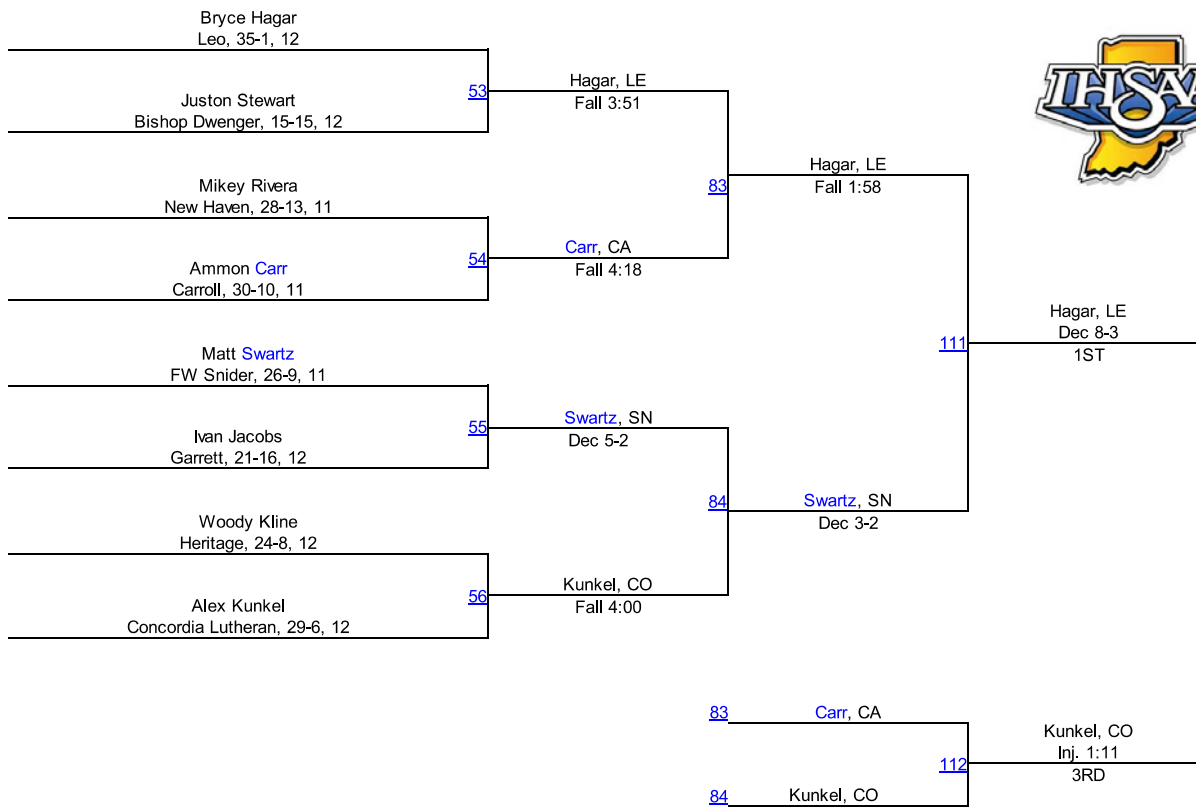 Bryce Hagar
Leo, 35-1, 12
53
Juston Stewart
Bishop Dwenger, 15-15, 12
Hagar, LE
Fall 3:51
Mikey Rivera
New Haven, 28-13, 11
54
Ammon Carr
Carroll, 30-10, 11
Carr, CA
Fall 4:18
83
Hagar, LE
Fall 1:58
Matt Swartz
FW Snider, 26-9, 11
55
Ivan Jacobs
Garrett, 21-16, 12
Swartz, SN
Dec 5-2
Woody Kline
Heritage, 24-8, 12
56
Alex Kunkel
Concordia Lutheran, 29-6, 12
Kunkel, CO
Fall 4:00
84
Swartz, SN
Dec 3-2
111
Hagar, LE
Dec 8-3
1ST
83
Carr, CA
112
84
Kunkel, CO
Kunkel, CO
Inj. 1:11
3RD
IHSAA